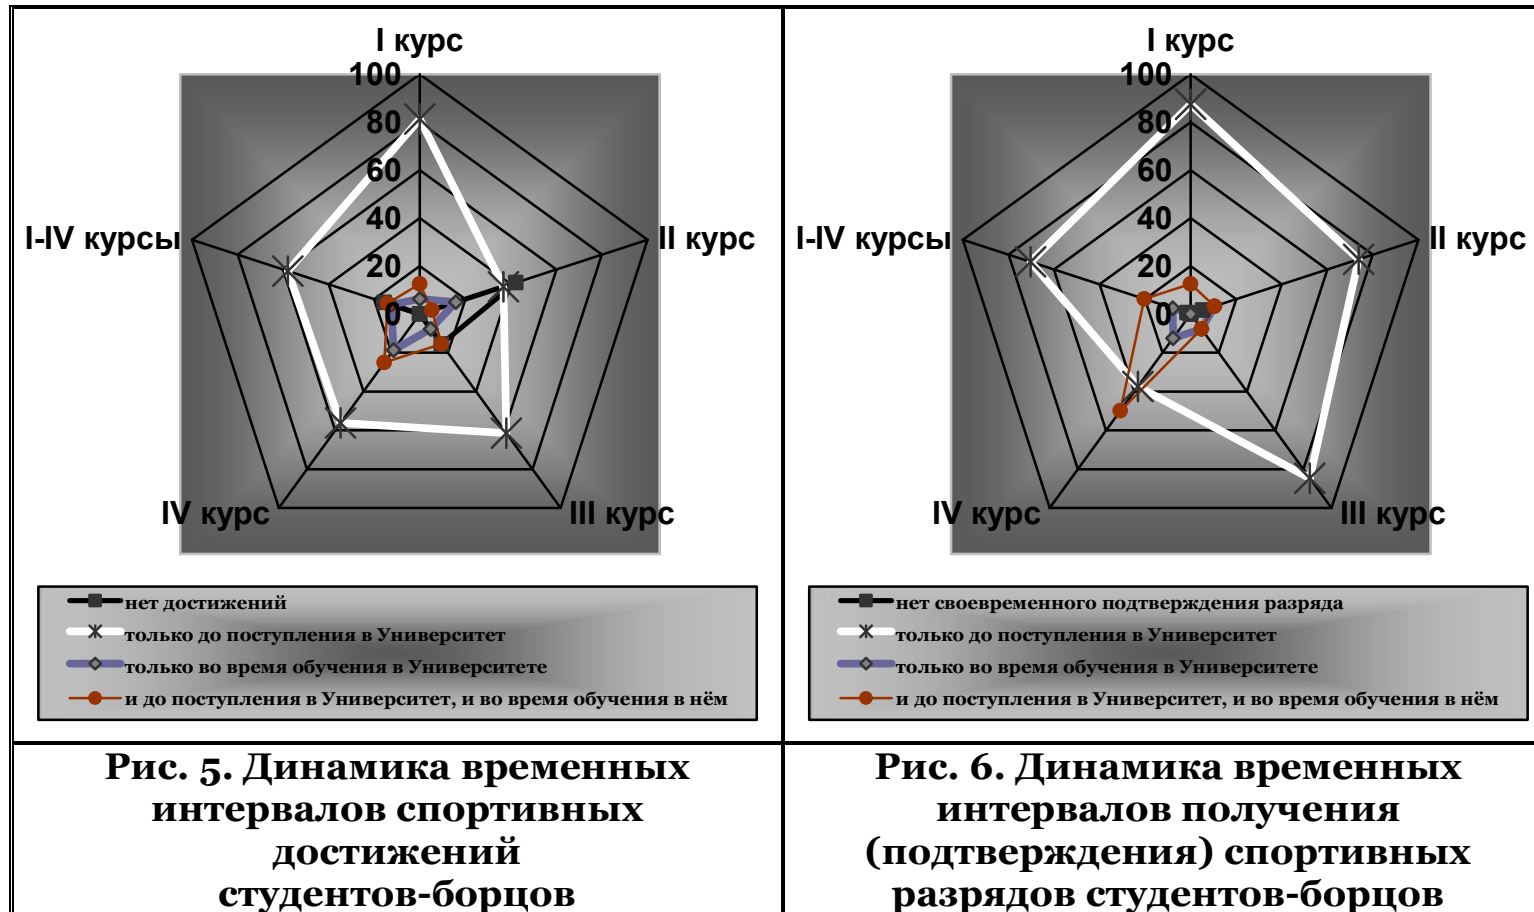 I курс
100
80
60
40
20
0
I-IV курсы
II курс
IV курс
III курс
нет достижений
только до поступления в Университет
только во время обучения в Университете
и до поступления в Университет, и во время обучения в нём
Рис. 5. Динамика временных
интервалов спортивных
достижений
студентов-борцов
I курс
100
80
60
40
20
0
I-IV курсы
II курс
IV курс
III курс
нет своевременного подтверждения разряда
только до поступления в Университет
только во время обучения в Университете
и до поступления в Университет, и во время обучения в нём
Рис. 6. Динамика временных
интервалов получения
(подтверждения) спортивных
разрядов студентов-борцов